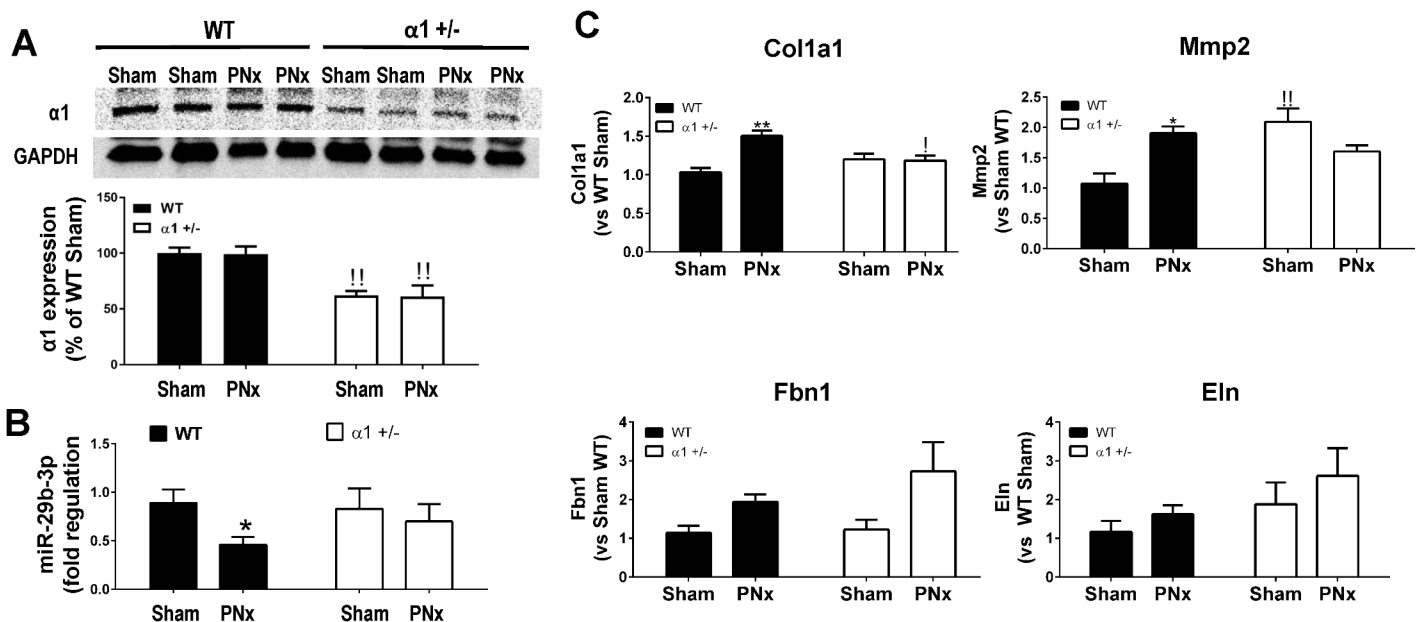 A
WT
α1 +/-
Sham Sham PNx PNx Sham Sham PNx PNx
α1
GAPDH
α1 expression
(% of WT Sham)
WT
α1 +/-
150
100
50
0
!!
!!
Sham PNx Sham PNx
B
miR-29b-3p
(fold regulation
WT
α1 +/-
1.5
1.0
0.5
0.0
*
Sham PNx Sham PNx
C
Col1a1
Col1a1
(vs WT Sham)
WT
α1 +/-
2.0
1.5
1.0
0.5
0.0
**
!
Sham PNx Sham PNx
Mmp2
Mmp2
(vs Sham WT)
WT
α1 +/-
2.5
2.0
1.5
1.0
0.5
0.0
*
!!
Sham PNx Sham PNx
Fbn1
Fbn1
(vs Sham WT)
WT
α1 +/-
4
3
2
1
0
Sham PNx Sham PNx
Eln
Eln
(vs WT Sham)
WT
α1 +/-
4
3
2
1
0
Sham PNx Sham PNx